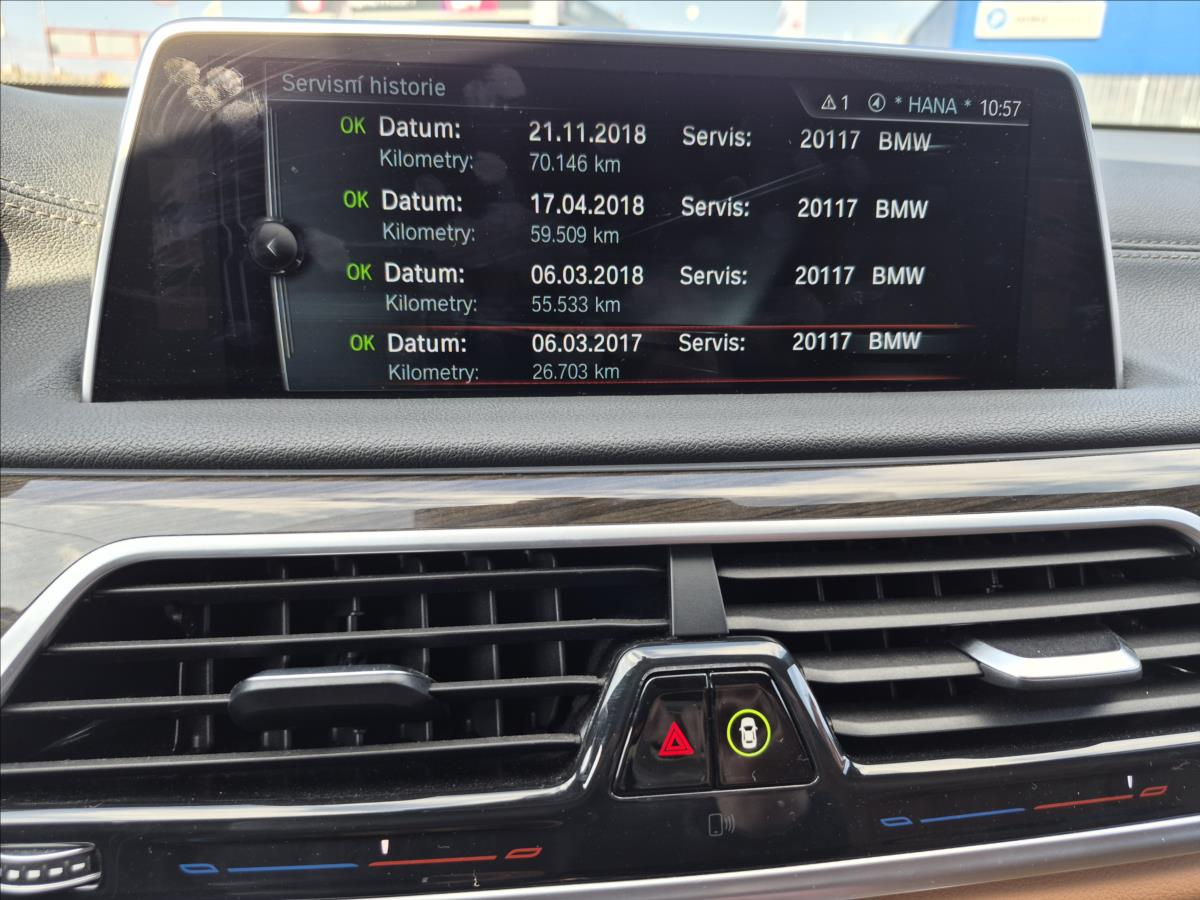 Servisní historie
1 * HANA * 10:57
OK Datum: 21.11.2018 Servis: 20117 BMW
Kilometry: 70.146 km
OK Datum: 17.04.2018 Servis: 20117 BMW
Kilometry: 59.509 km
OK Datum: 06.03.2018 Servis: 20117 BMW
Kilometry: 55.533 km
OK Datum: 06.03.2017 Servis: 20117 BMW
Kilometry: 26.703 km